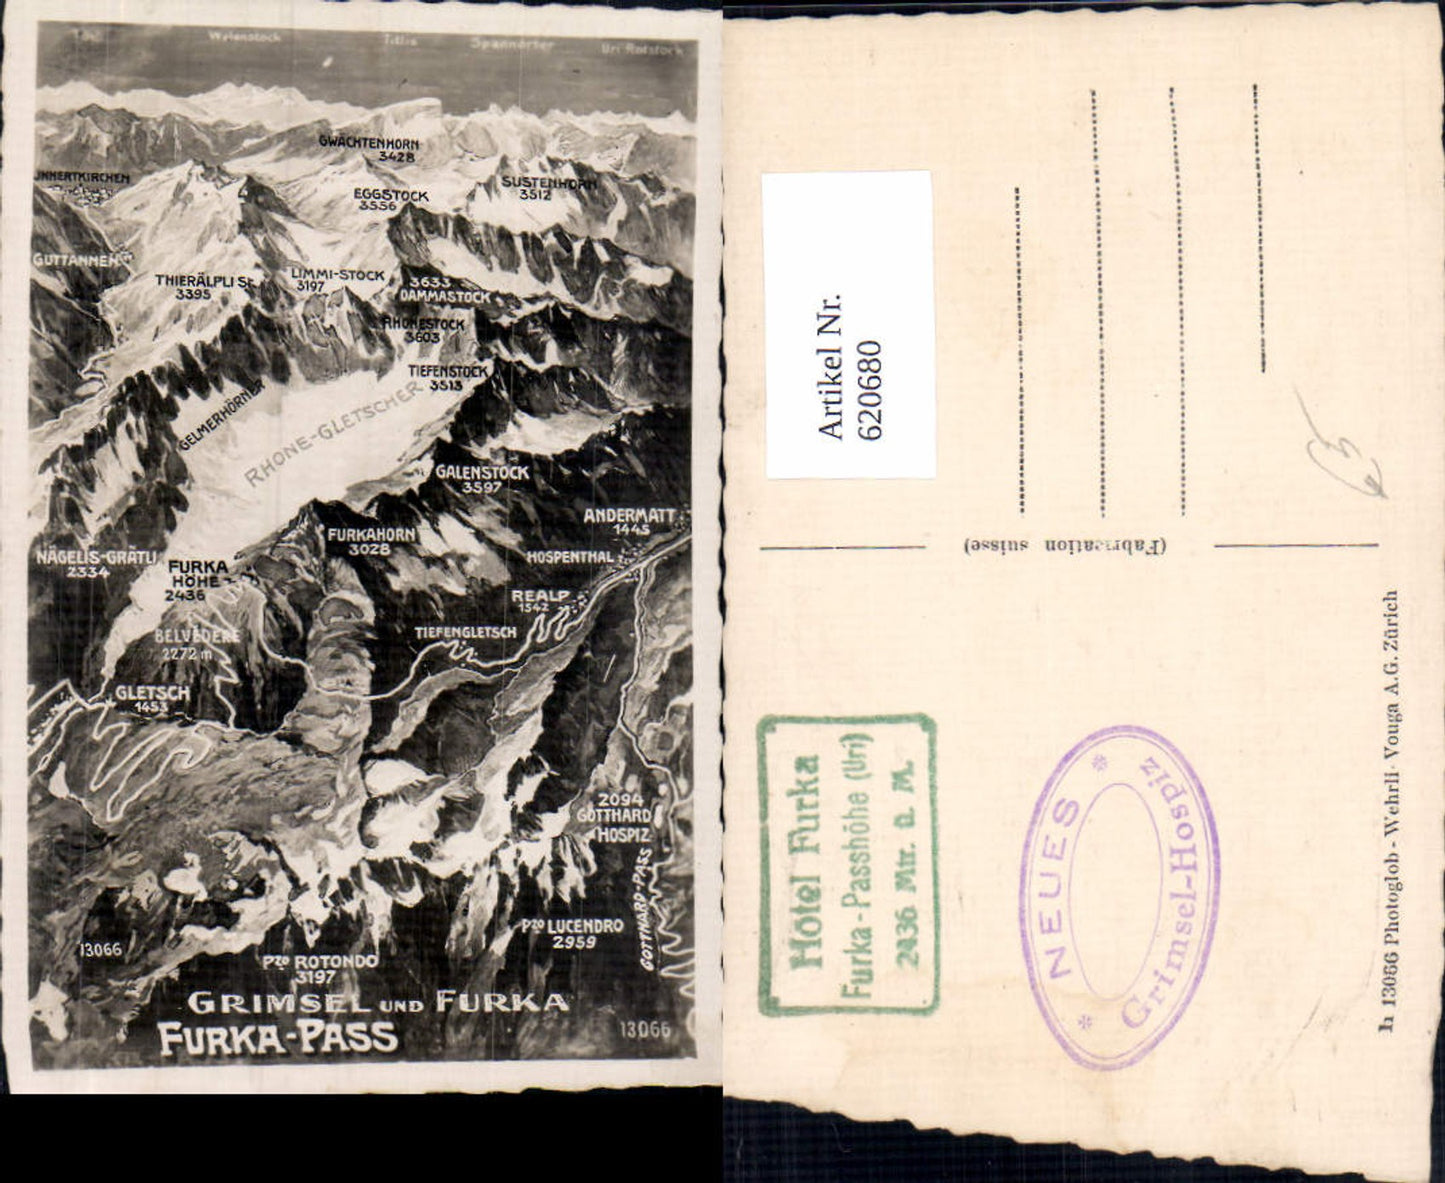 Welenstock Titlis Spannörter Uri Rotstock
GWÄCHTENHORN
3428
INNERTKIRCHEN
EGGSTOCK
3556
SUSTENHORN
3512
GUTTANNEN
THIERÄLPLI ST
3395
LIMMI-STOCK
3197
3633
DAMMASTOCK
RHONESTOCK
3603
TIEFENSTOCK
3513
GELMERHÖRNER
RHONE-GLETSCHER
GALENSTOCK
3597
ANDERMATT
1445
FURKAHORN
3028
HOSPENTHAL
NÄGELIS-GRÄTLI
2334
FURKA
HÖHE
2436
REALP
1542
BELVÉDÈRE
2272 m
TIEFENGLETSCH
GLETSCH
1453
2094
GOTTHARD
HOSPIZ
GOTTHARD-PASS
PZO LUCENDRO
2959
13066
PZO ROTONDO
3197
GRIMSEL UND FURKA
FURKA-PASS
13066
Artikel Nr.
620680
(Fabrication suisse)
Hotel Furka
Furka-Passhöhe (Uri)
2436 Mtr. ü. M.
* NEUES *
Grimsel-Hospiz
h 13066 Photoglob - Wehrli - Vouga A.G. Zürich